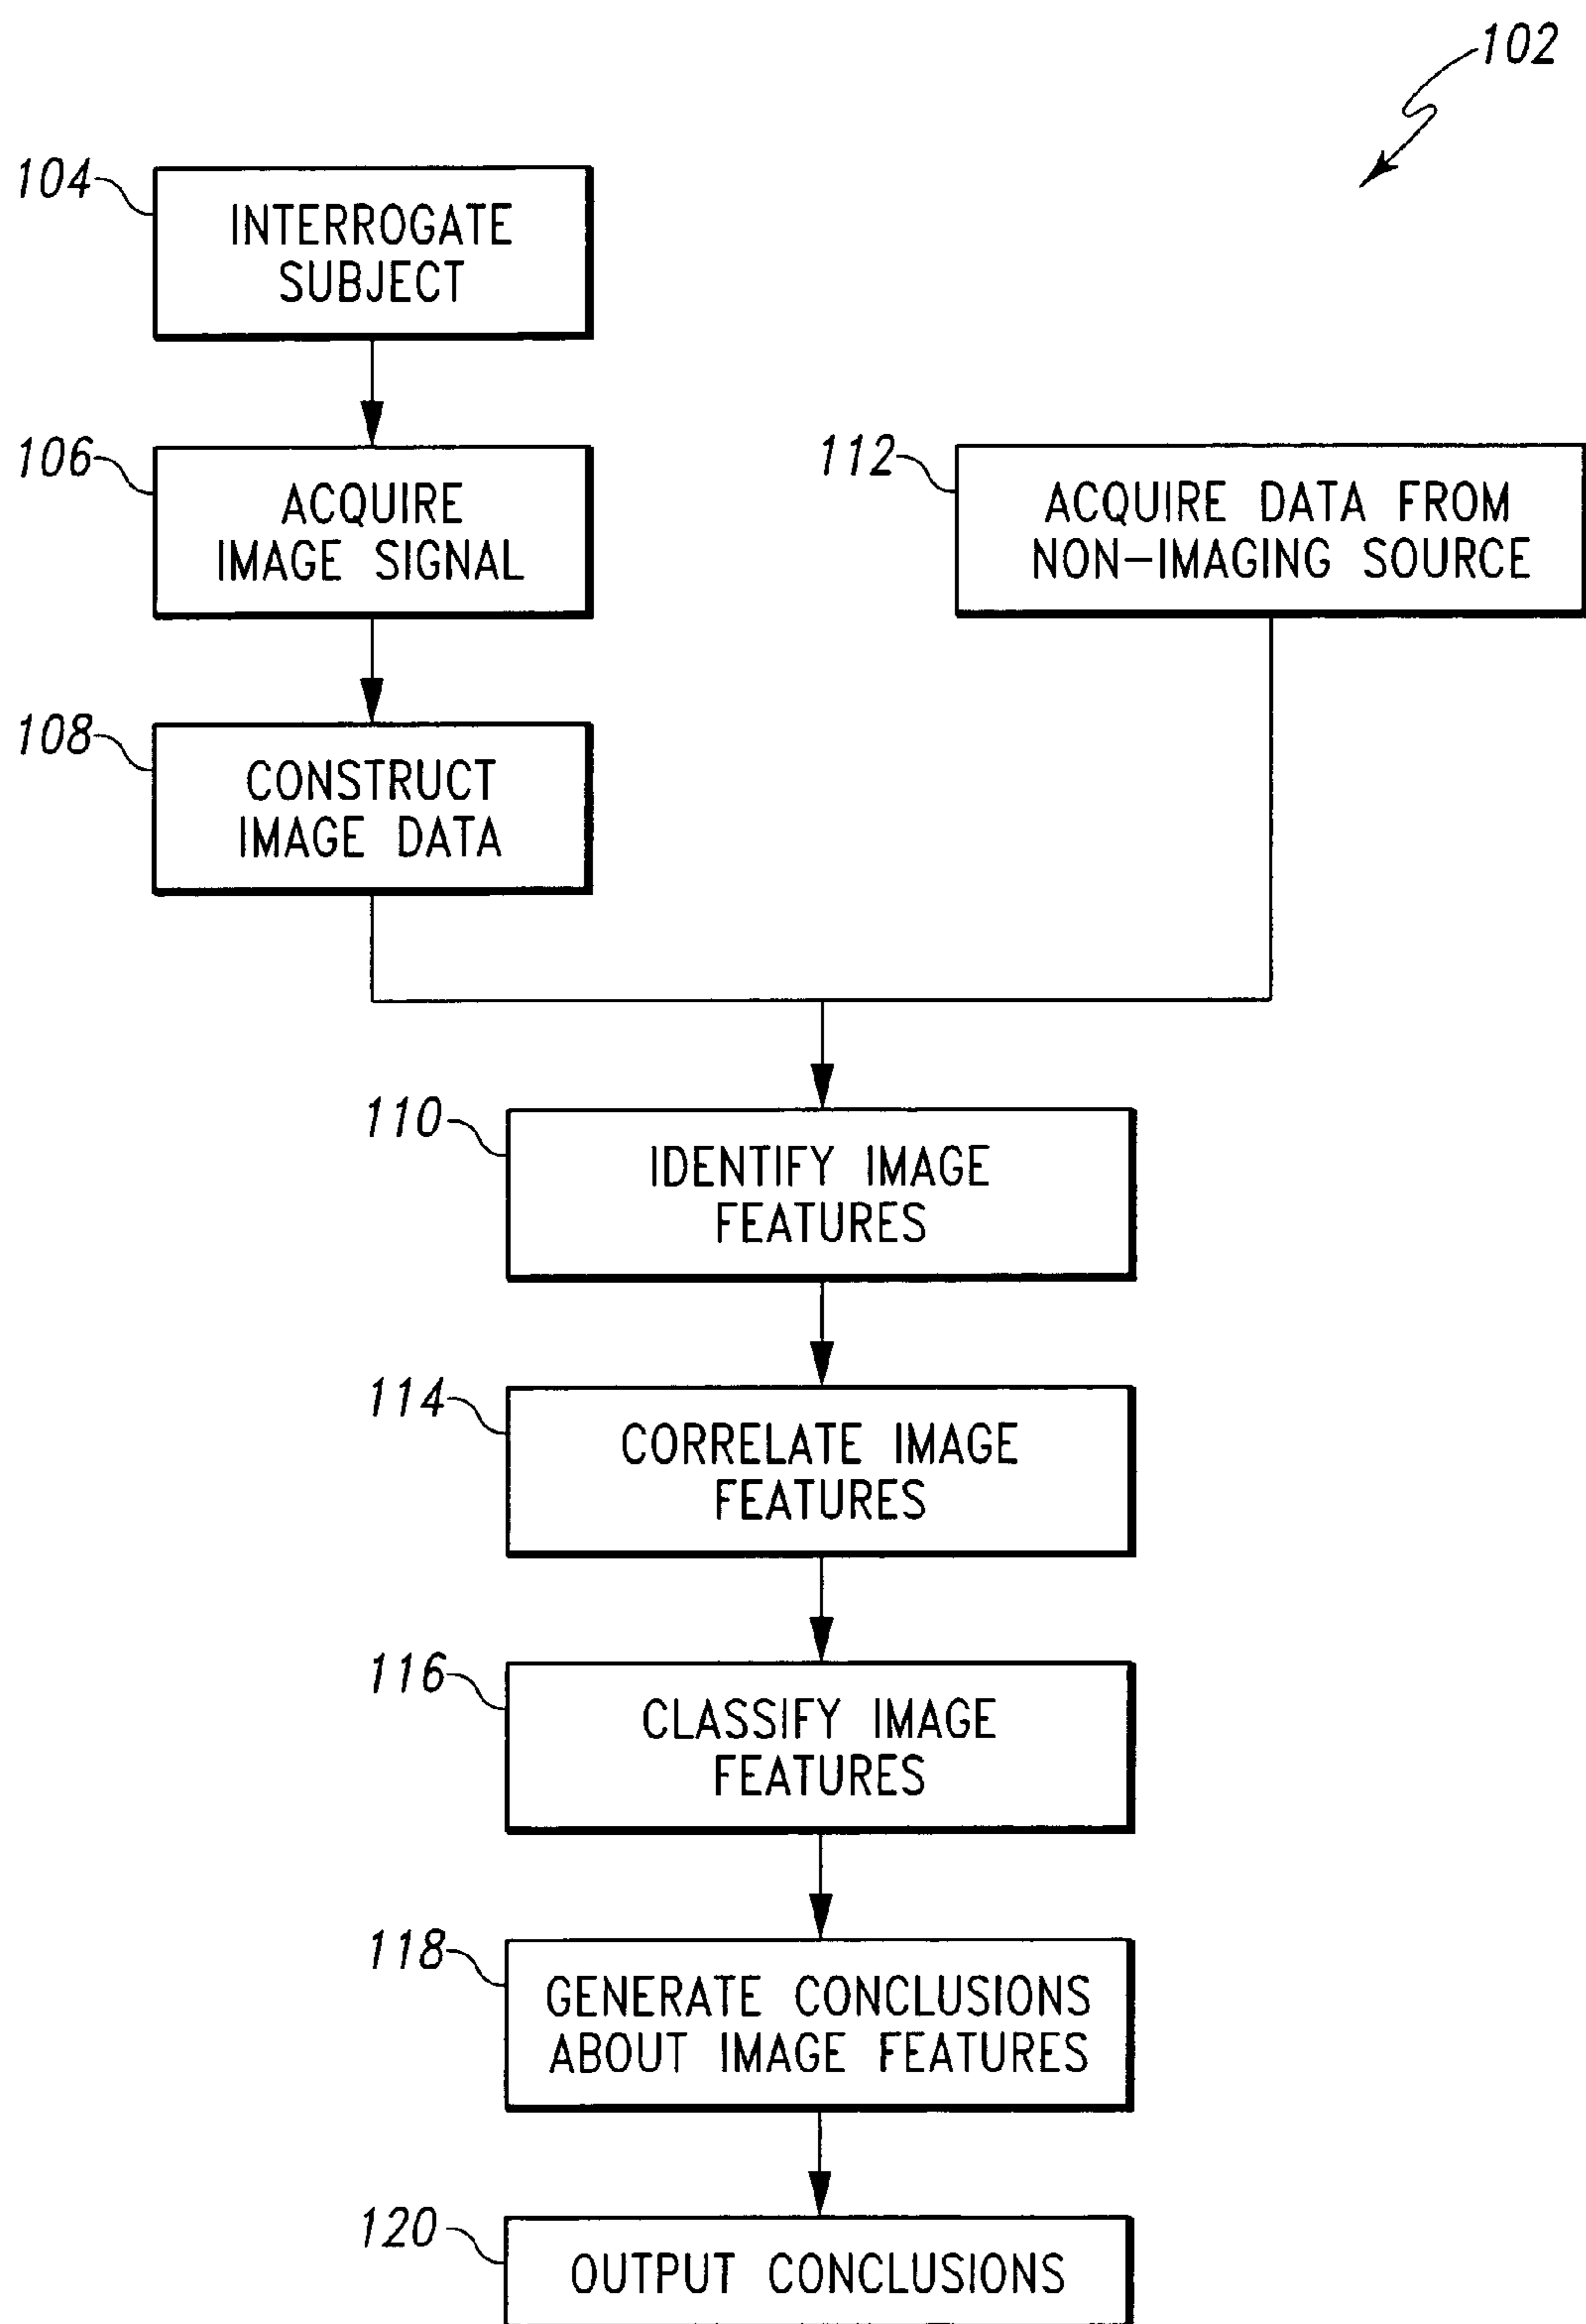 102
104
INTERROGATE
SUBJECT
106
ACQUIRE
IMAGE SIGNAL
112
ACQUIRE DATA FROM
NON-IMAGING SOURCE
108
CONSTRUCT
IMAGE DATA
110
IDENTIFY IMAGE
FEATURES
114
CORRELATE IMAGE
FEATURES
116
CLASSIFY IMAGE
FEATURES
118
GENERATE CONCLUSIONS
ABOUT IMAGE FEATURES
120
OUTPUT CONCLUSIONS